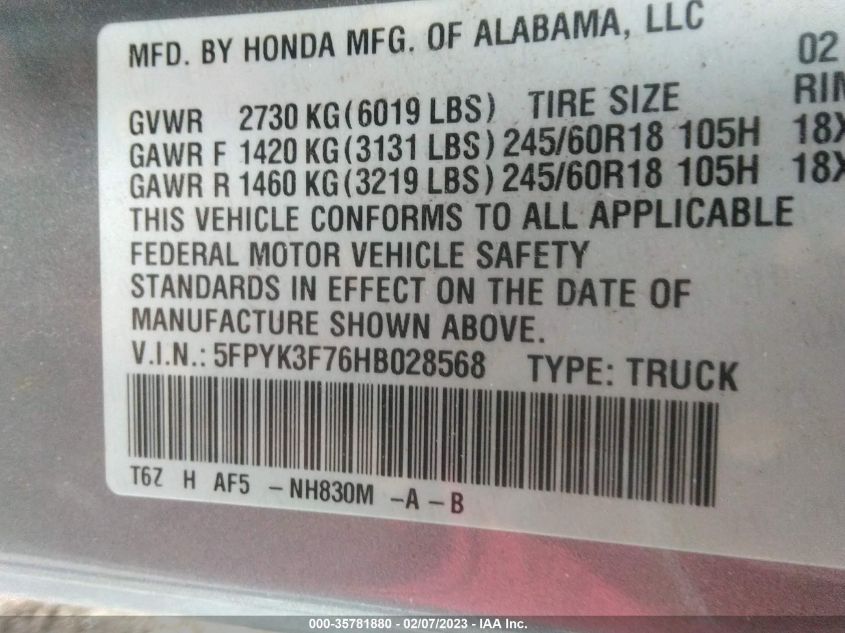 MFD. BY HONDA MFG. OF ALABAMA, LLC 02
GVWR 2730 KG(6019 LBS) TIRE SIZE
GAWR F 1420 KG(3131 LBS) 245/60R18 105H 18X
GAWR R 1460 KG(3219 LBS) 245/60R18 105H 18X
THIS VEHICLE CONFORMS TO ALL APPLICABLE
FEDERAL MOTOR VEHICLE SAFETY
STANDARDS IN EFFECT ON THE DATE OF
MANUFACTURE SHOWN ABOVE.
V.I.N.: 5FPYK3F76HB028568 TYPE: TRUCK
T6Z H AF5 -NH830M -A -B
000-35781880 - 02/07/2023 - IAA Inc.